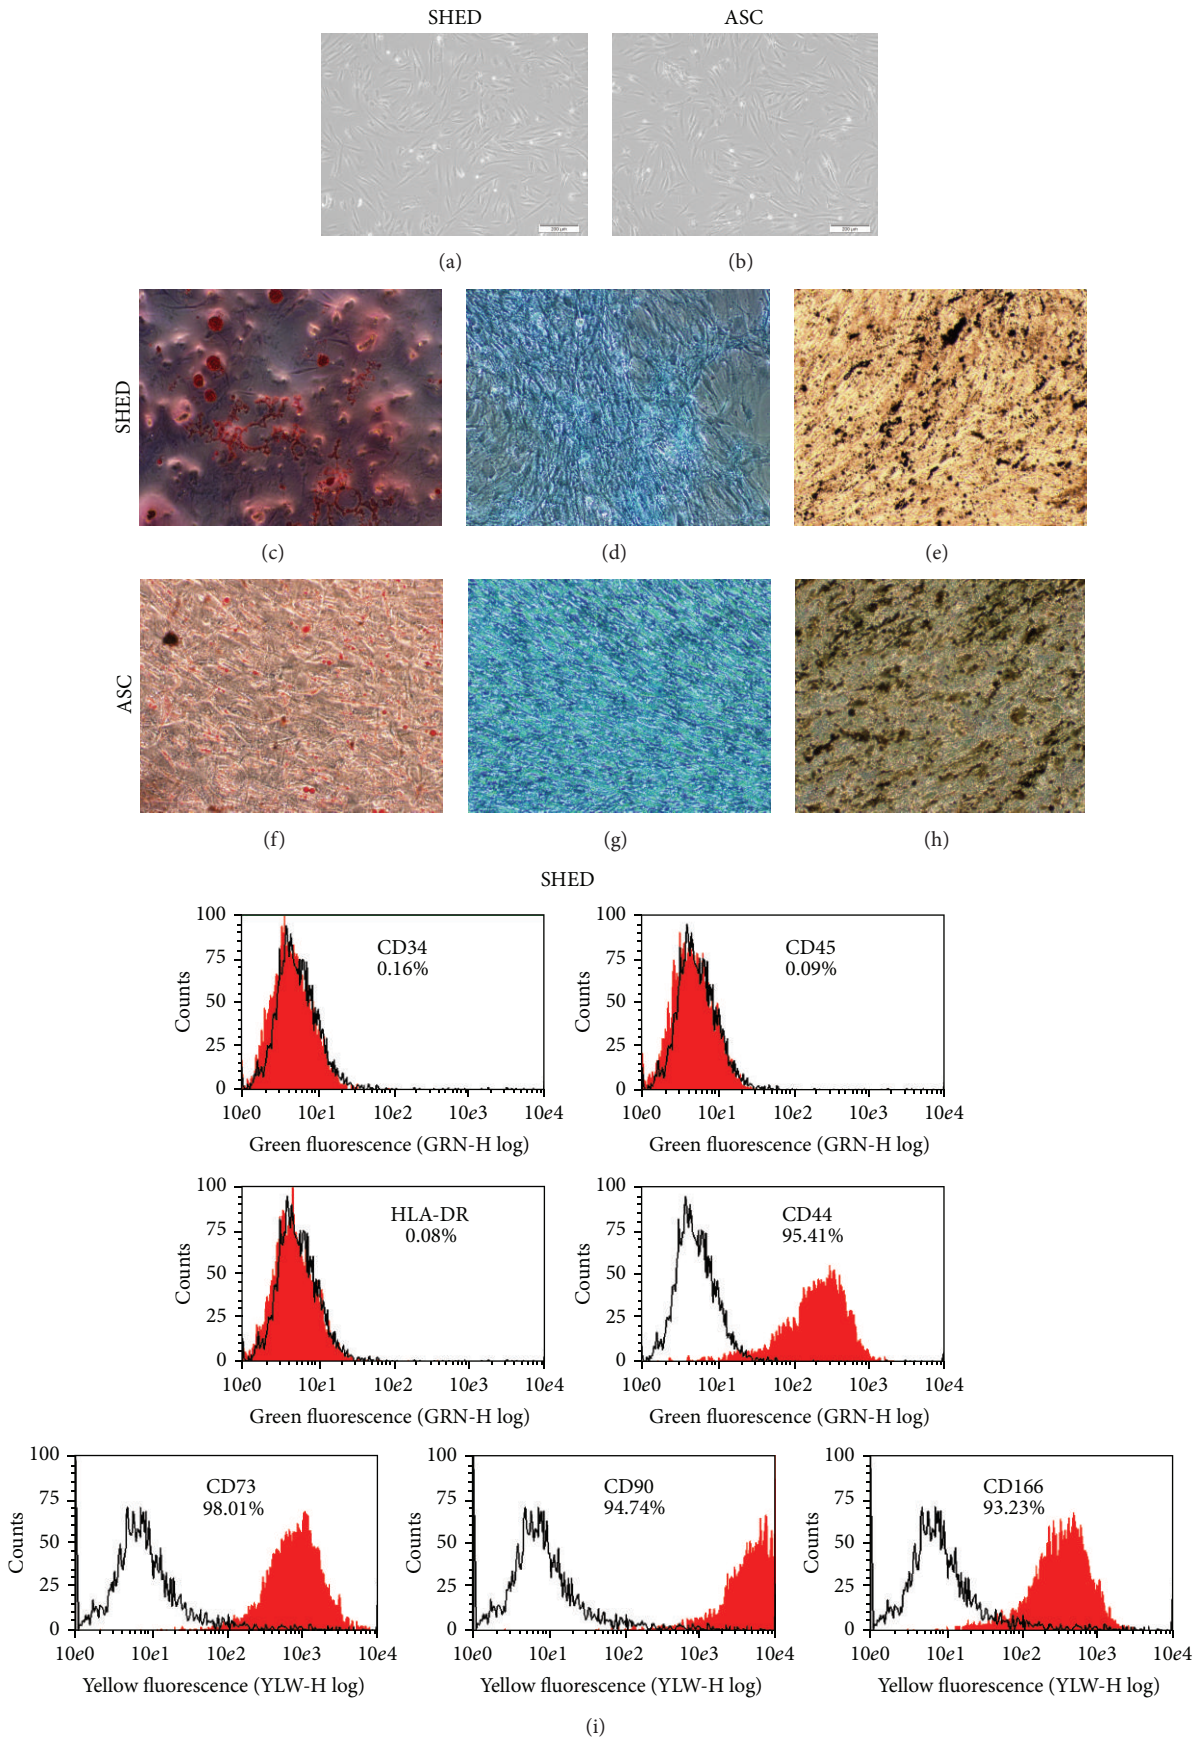 SHED
ASC
200 μm
200 μm
(a)
(b)
SHED
(c)
(d)
(e)
ASC
(f)
(g)
(h)
SHED
100
75
50
25
0
Counts
CD34
0.16%
10e0 10e1 10e2 10e3 10e4
Green fluorescence (GRN-H log)
100
75
50
25
0
Counts
CD45
0.09%
10e0 10e1 10e2 10e3 10e4
Green fluorescence (GRN-H log)
100
75
50
25
0
Counts
HLA-DR
0.08%
10e0 10e1 10e2 10e3 10e4
Green fluorescence (GRN-H log)
100
75
50
25
0
Counts
CD44
95.41%
10e0 10e1 10e2 10e3 10e4
Green fluorescence (GRN-H log)
100
75
50
25
0
Counts
CD73
98.01%
10e0 10e1 10e2 10e3 10e4
Yellow fluorescence (YLW-H log)
100
75
50
25
0
Counts
CD90
94.74%
10e0 10e1 10e2 10e3 10e4
Yellow fluorescence (YLW-H log)
100
75
50
25
0
Counts
CD166
93.23%
10e0 10e1 10e2 10e3 10e4
Yellow fluorescence (YLW-H log)
(i)